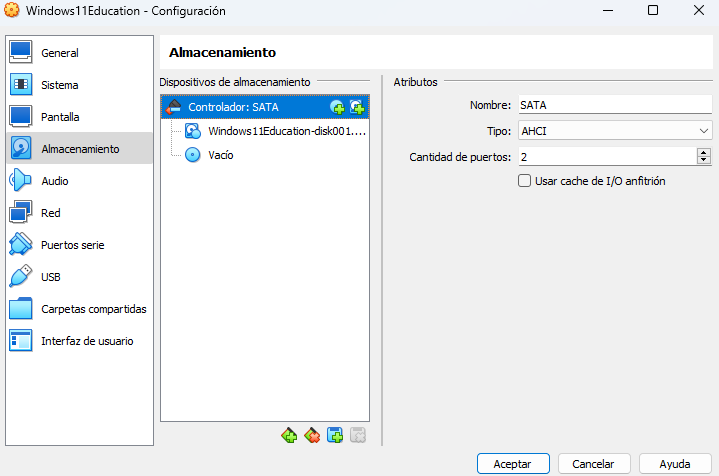 Windows11Education - Configuración
General
Sistema
Pantalla
Almacenamiento
Audio
Red
Puertos serie
USB
Carpetas compartidas
Interfaz de usuario
Almacenamiento
Dispositivos de almacenamiento
Controlador: SATA
Windows11Education-disk001....
Vacío
Atributos
Nombre: SATA
Tipo: AHCI
Cantidad de puertos: 2
Usar cache de I/O anfitrión
Aceptar
Cancelar
Ayuda